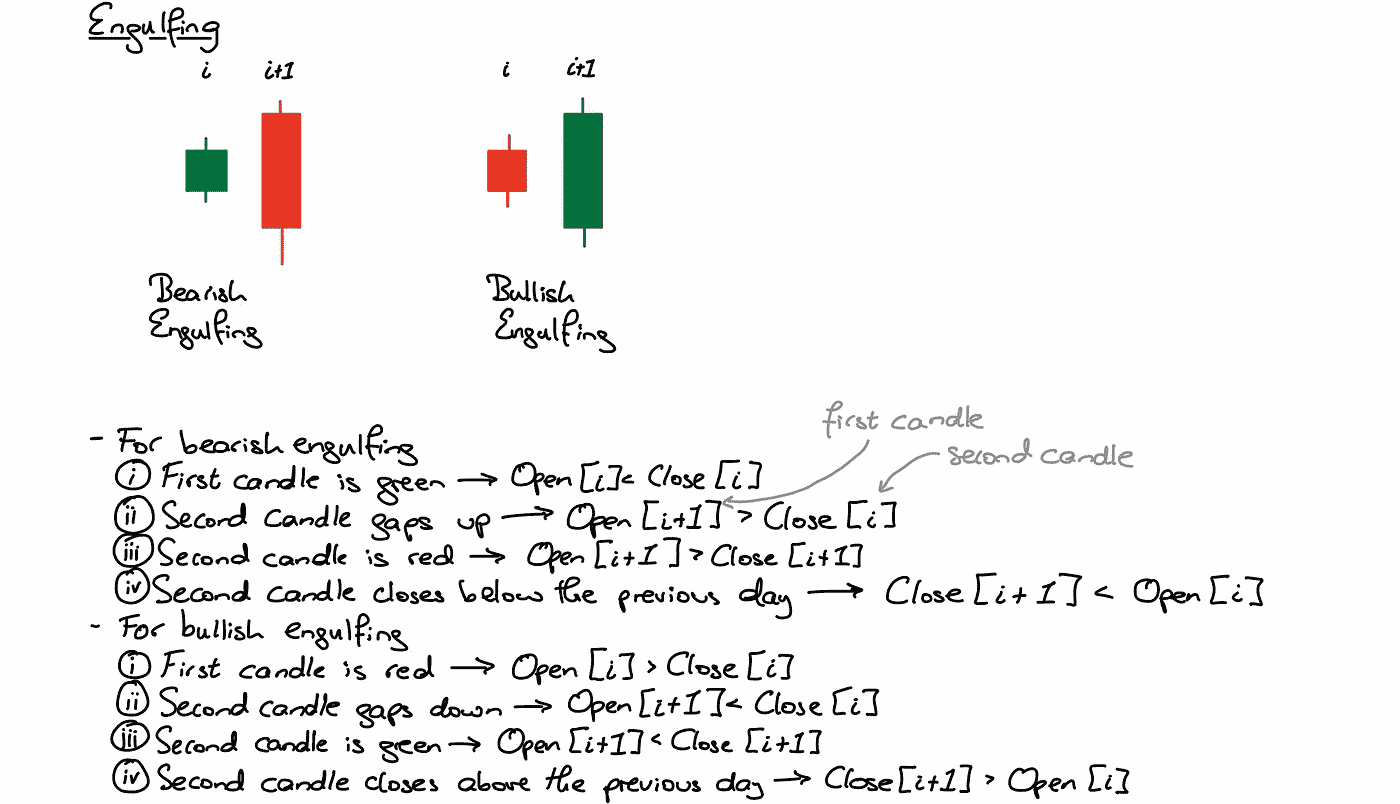 Engulfing
i i+1 i i+1
Bearish Bullish
Engulfing Engulfing
first candle
- For bearish engulfing
second candle
(i) First candle is green → Open [i] < Close [i]
(ii) Second candle gaps up → Open [i+1] > Close [i]
(iii) Second candle is red → Open [i+1] > Close [i+1]
(iv) Second candle closes below the previous day → Close [i+1] < Open [i]
- For bullish engulfing
(i) First candle is red → Open [i] > Close [i]
(ii) Second candle gaps down → Open [i+1] < Close [i]
(iii) Second candle is green → Open [i+1] < Close [i+1]
(iv) Second candle closes above the previous day → Close [i+1] > Open [i]